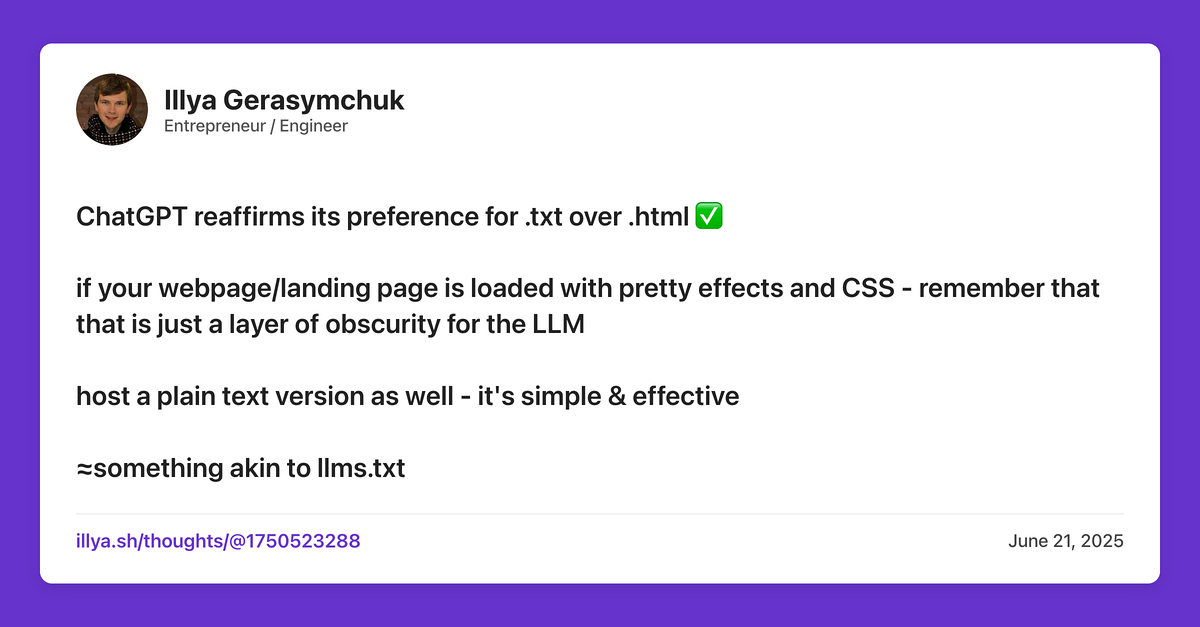 Illya Gerasymchuk
Entrepreneur / Engineer
ChatGPT reaffirms its preference for .txt over .html ✅
if your webpage/landing page is loaded with pretty effects and CSS - remember that
that is just a layer of obscurity for the LLM
host a plain text version as well - it's simple & effective
≈something akin to llms.txt
illya.sh/thoughts/@1750523288
June 21, 2025